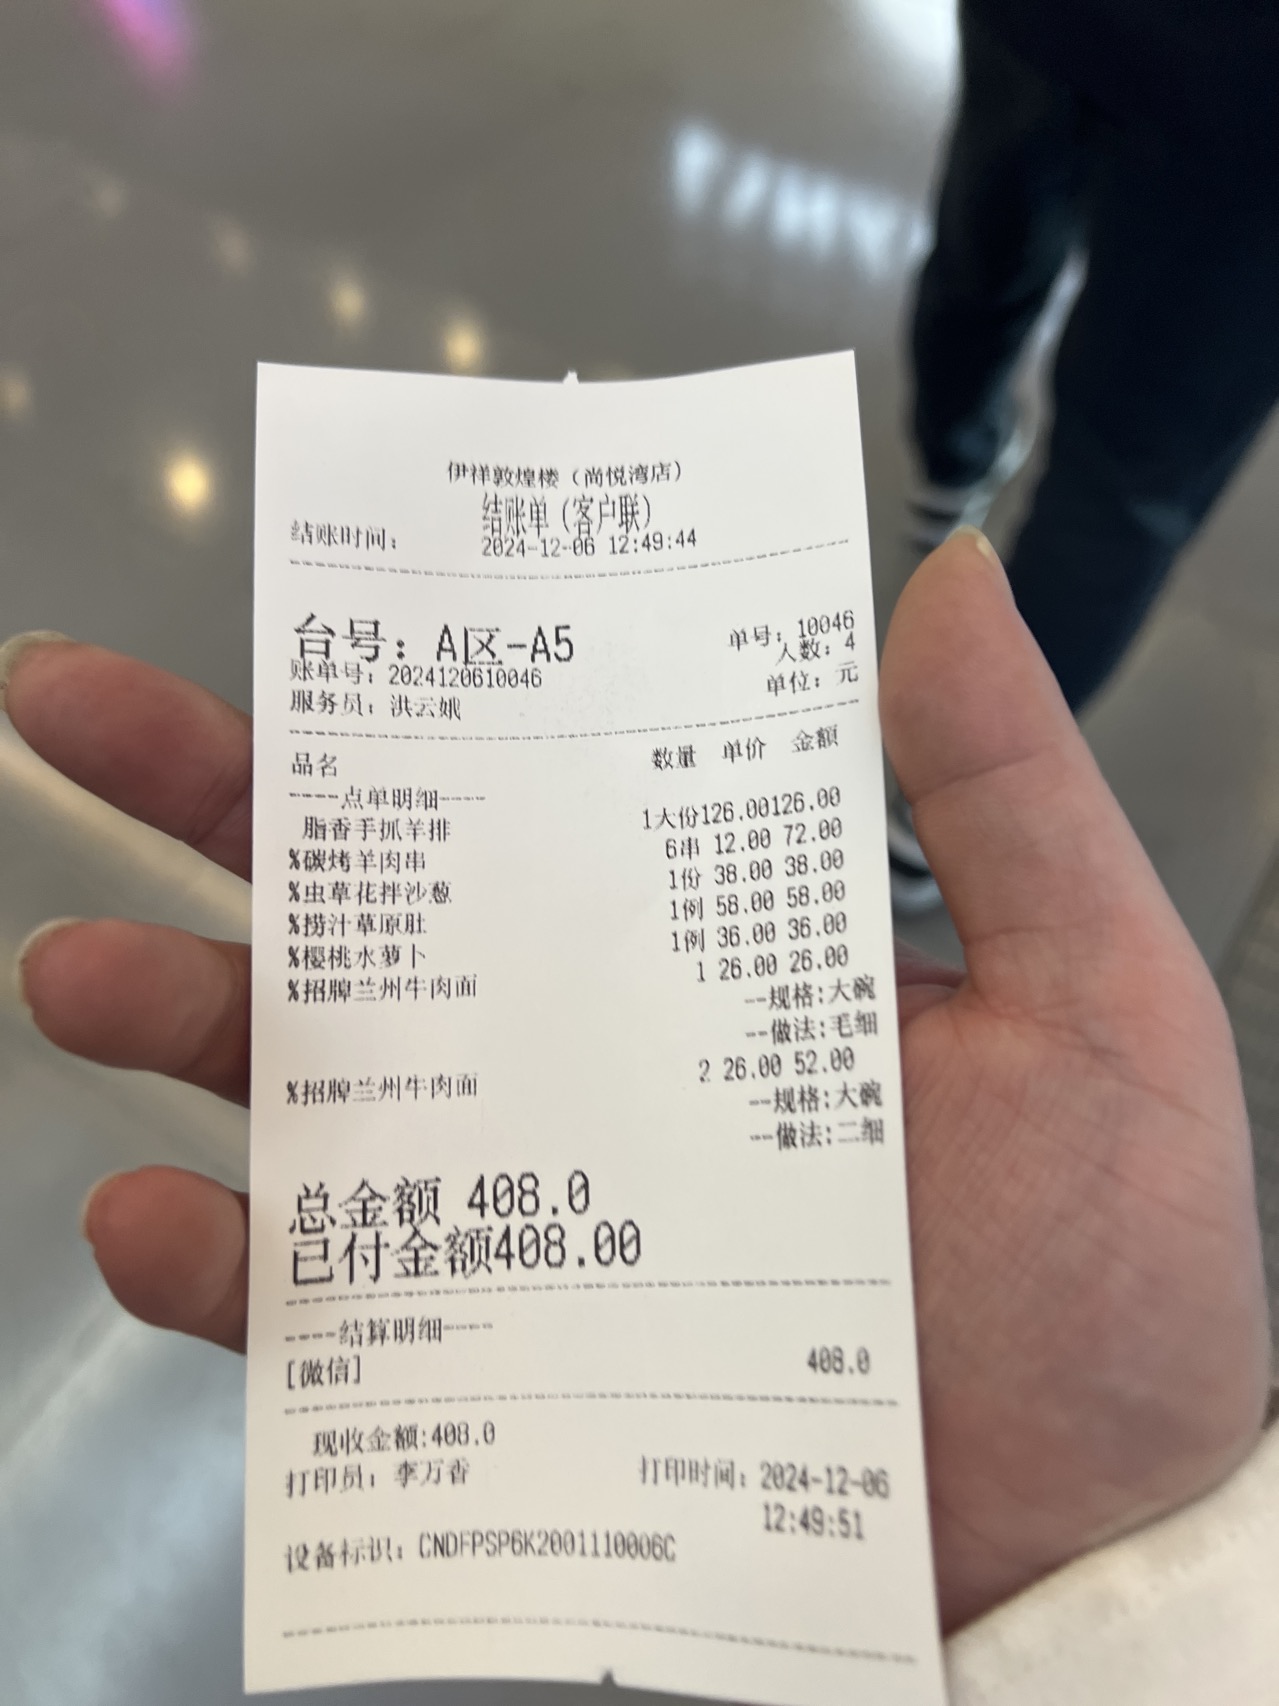 伊祥敦煌楼（尚悦湾店）
结账单（客户联）
结账时间： 2024-12-06 12:49:44
台号：A区-A5 单号：10046
人数：4
账单号：20241206100​46 单位：元
服务员：洪云娥
品名 数量 单价 金额
----点单明细----
脂香手抓羊排 1大份126.00126.00
%碳烤羊肉串 6串 12.00 72.00
%虫草花拌沙葱 1份 38.00 38.00
%捞汁草原肚 1例 58.00 58.00
%樱桃水萝卜 1例 36.00 36.00
%招牌兰州牛肉面 1 26.00 26.00
--规格:大碗
--做法:毛细
%招牌兰州牛肉面 2 26.00 52.00
--规格:大碗
--做法:二细
总金额 408.0
已付金额408.00
----结算明细----
[微信] 408.0
现收金额:408.0
打印员：李万香 打印时间：2024-12-06
12:49:51
设备标识：CNDFPSP6K2001110006C